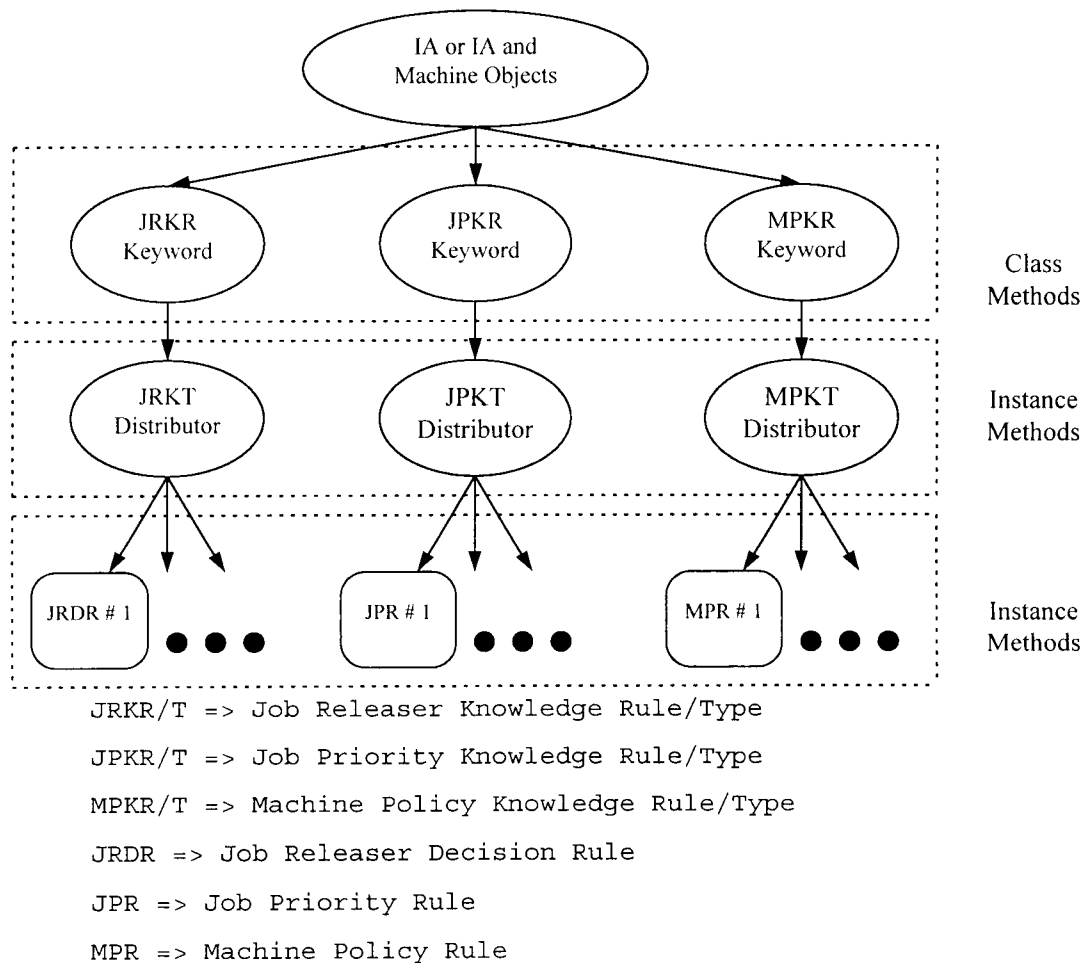 IA or IA and
Machine Objects
JRKR
Keyword
JPKR
Keyword
MPKR
Keyword
Class
Methods
JRKT
Distributor
JPKT
Distributor
MPKT
Distributor
Instance
Methods
JRDR # 1
JPR # 1
MPR # 1
Instance
Methods
JRKR/T => Job Releaser Knowledge Rule/Type
JPKR/T => Job Priority Knowledge Rule/Type
MPKR/T => Machine Policy Knowledge Rule/Type
JRDR => Job Releaser Decision Rule
JPR => Job Priority Rule
MPR => Machine Policy Rule